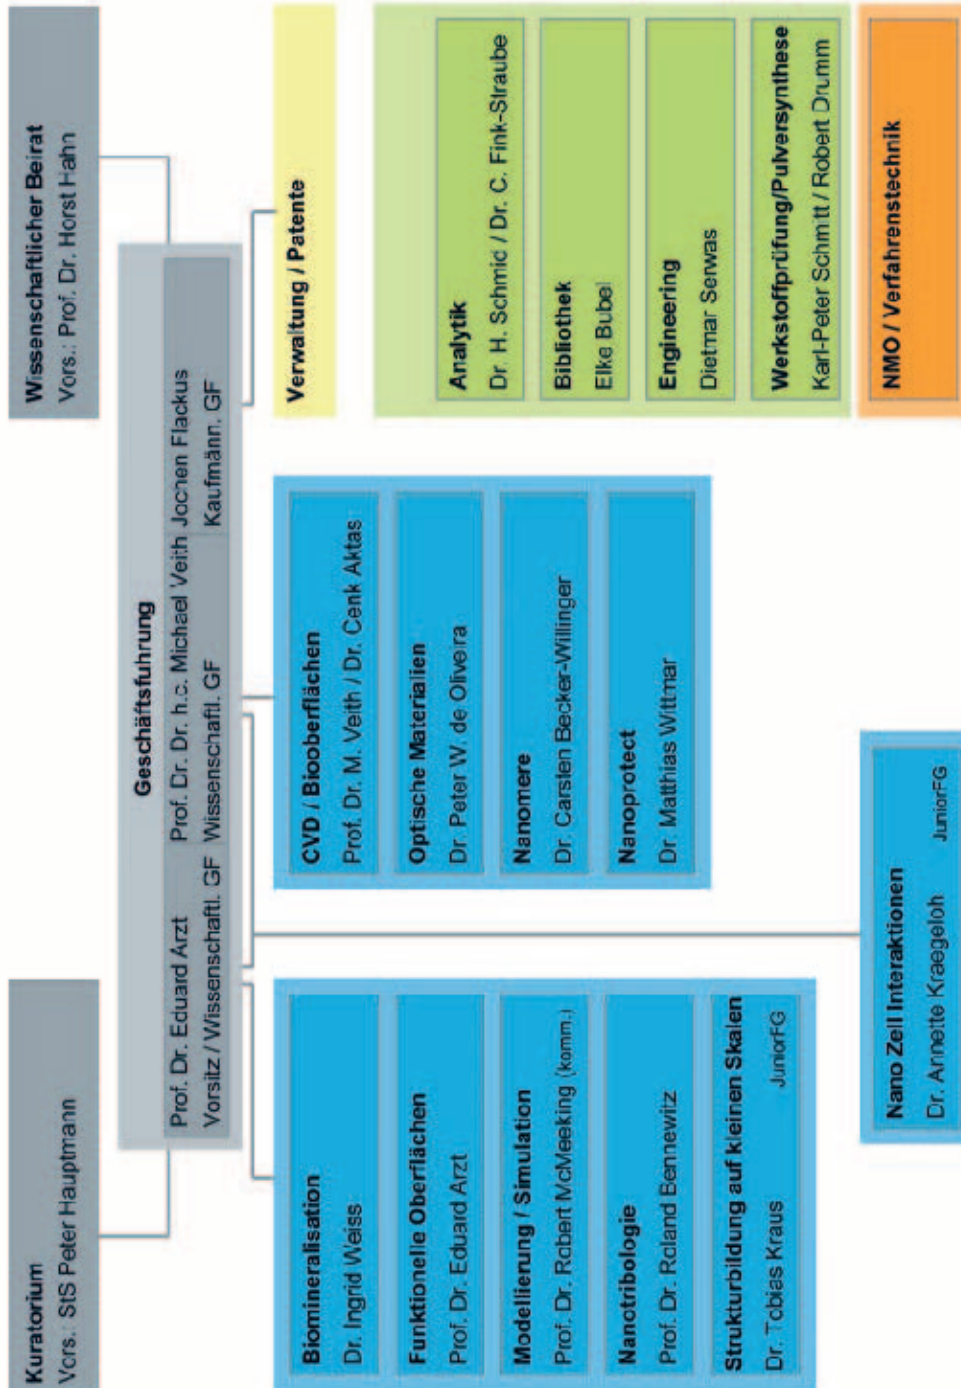 Kuratorium
Vors.: StS Peter Hauptmann
Wissenschaftlicher Beirat
Vors.: Prof. Dr. Horst Hahn
Geschäftsführung
Prof. Dr. Eduard Arzt
Vorsitz / Wissenschaftl. GF
Prof. Dr. Dr. h.c. Michael Veith
Wissenschaftl. GF
Jochen Flackus
Kaufmänn. GF
Biomineralisation
Dr. Ingrid Weiss
Funktionelle Oberflächen
Prof. Dr. Eduard Arzt
Modellierung / Simulation
Prof. Dr. Robert McMeeking (komm.)
Nanotribologie
Prof. Dr. Roland Bennewitz
Strukturbildung auf kleinen Skalen
Dr. Tobias Kraus JuniorFG
Nano Zell Interaktionen
Dr. Annette Kraegeloh JuniorFG
CVD / Biooberflächen
Prof. Dr. M. Veith / Dr. Cenk Aktas
Optische Materialien
Dr. Peter W. de Oliveira
Nanomere
Dr. Carsten Becker-Willinger
Nanoprotect
Dr. Matthias Wittmar
Verwaltung / Patente
Analytik
Dr. H. Schmid / Dr. C. Fink-Straube
Bibliothek
Elke Bubel
Engineering
Dietmar Serwas
Werkstoffprüfung/Pulversynthese
Karl-Peter Schmitt / Robert Drumm
NMO / Verfahrenstechnik